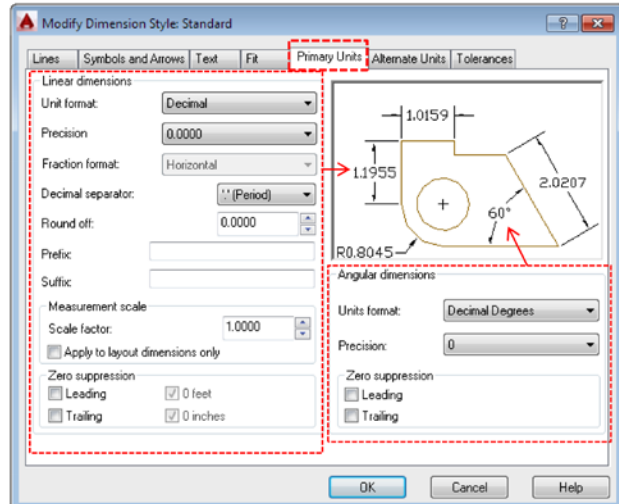 Modify Dimension Style: Standard
Lines Symbols and Arrows Text Fit Primary Units Alternate Units Tolerances
Linear dimensions
Unit format: Decimal
Precision 0.0000
Fraction format: Horizontal
Decimal separator: '.' (Period)
Round off: 0.0000
Prefix:
Suffix:
Measurement scale
Scale factor: 1.0000
Apply to layout dimensions only
Zero suppression
Leading 0 feet
Trailing 0 inches
1.0159
1.1955
2.0207
60°
R0.8045
Angular dimensions
Units format: Decimal Degrees
Precision: 0
Zero suppression
Leading
Trailing
OK Cancel Help